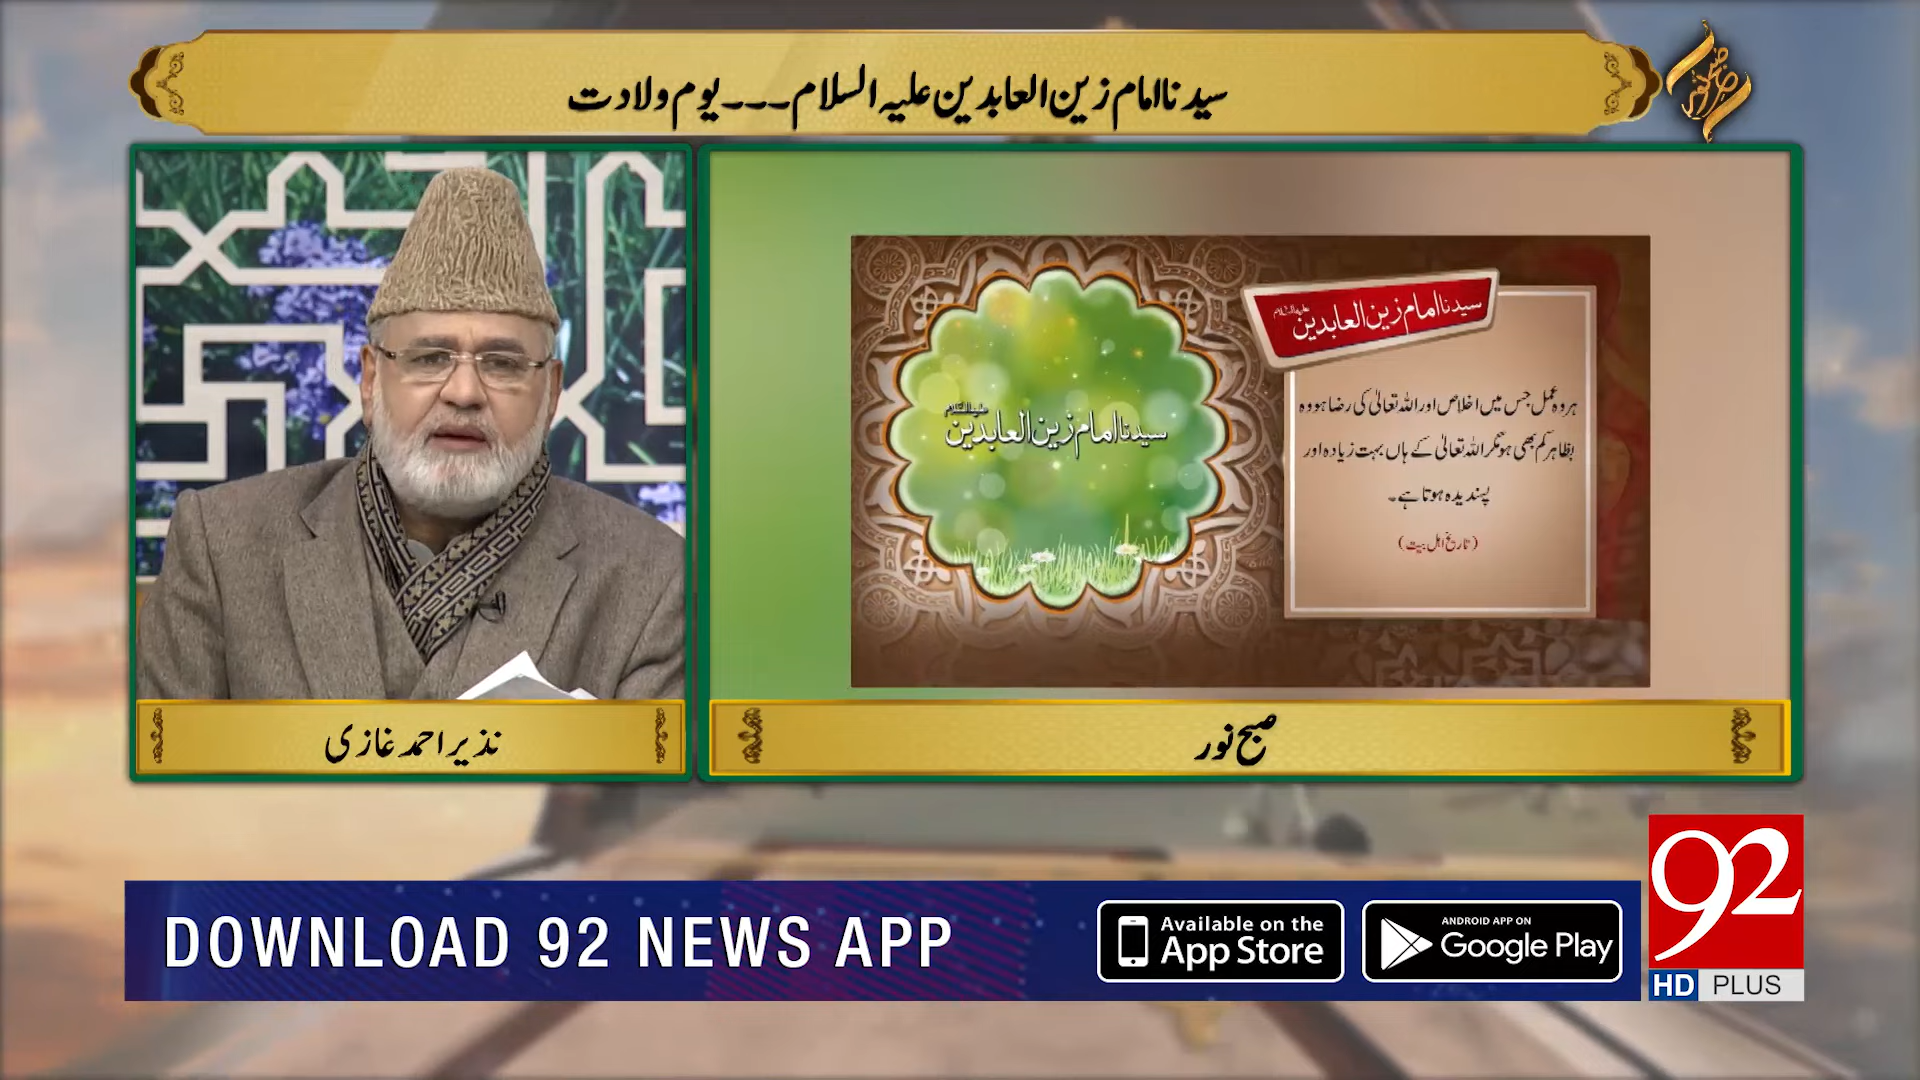 سیدنا امام زین العابدین علیہ السلام۔۔۔یوم ولادت
صبح نور
سیدنا امام زین العابدین علیہ السلام
سیدنا امام زین العابدین علیہ السلام
ہر وہ عمل جس میں اخلاص اور اللہ تعالیٰ کی رضا ہو وہ
بظاہر کم بھی ہو مگر اللہ تعالیٰ کے ہاں بہت زیادہ اور
پسندیدہ ہوتا ہے۔
(تاریخ اہل بیت)
نذیر احمد غازی
صبح نور
DOWNLOAD 92 NEWS APP
Available on the
App Store
ANDROID APP ON
Google Play
92
HD PLUS